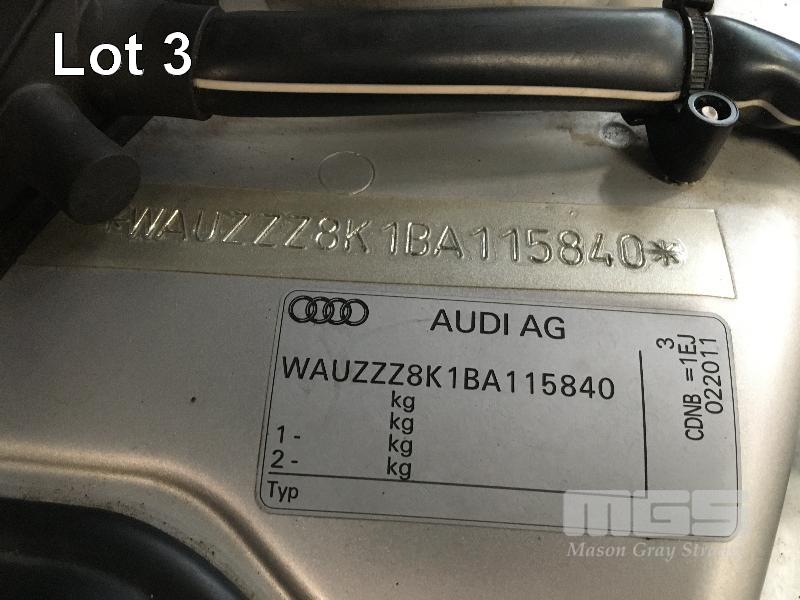 Lot 3
*WAUZZZ8K1BA115840*
AUDI AG
WAUZZZ8K1BA115840
kg
kg
1- kg
2- kg
Typ
3
CDNB =1EJ
022011
MGS
Mason Gray Strange